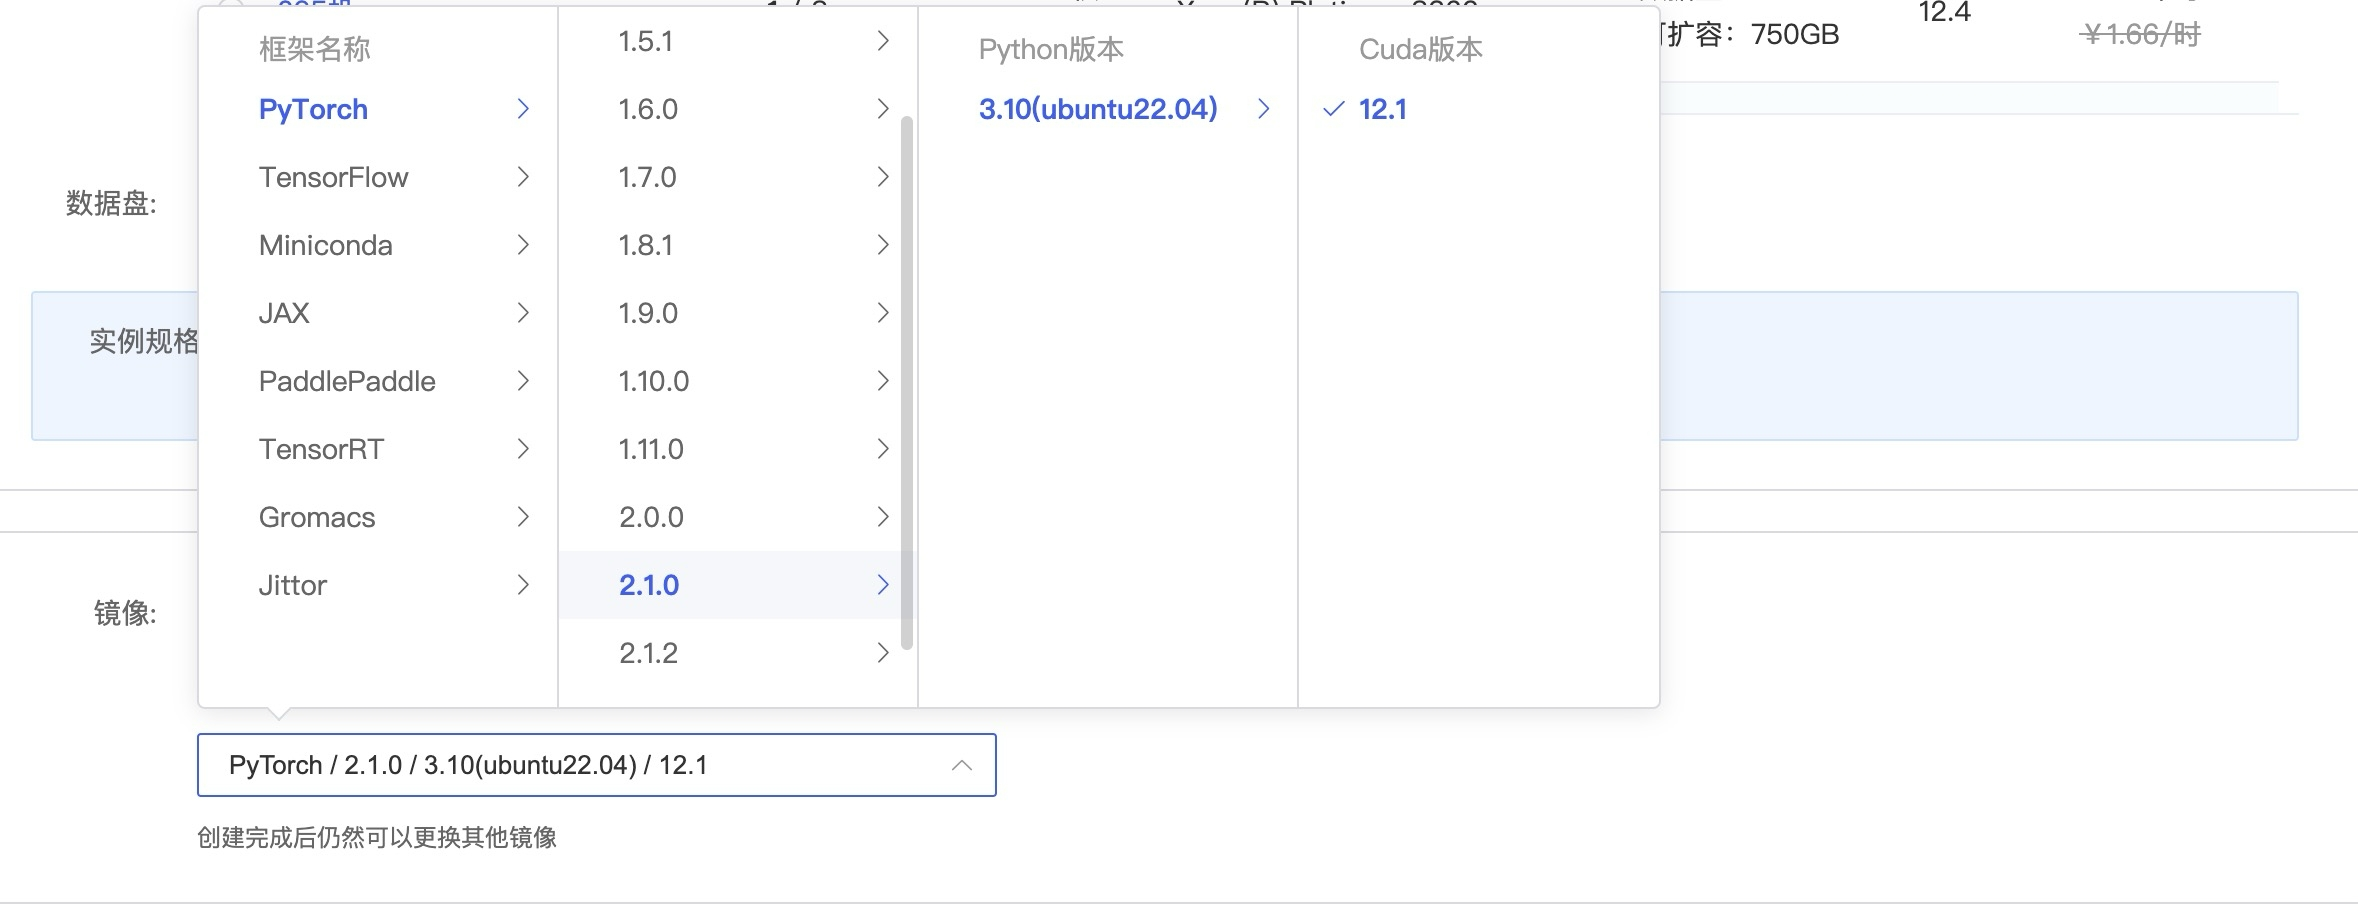 12.4
可扩容：750GB
￥1.66/时
框架名称
PyTorch
TensorFlow
Miniconda
JAX
PaddlePaddle
TensorRT
Gromacs
Jittor
1.5.1
1.6.0
1.7.0
1.8.1
1.9.0
1.10.0
1.11.0
2.0.0
2.1.0
2.1.2
Python版本
3.10(ubuntu22.04)
Cuda版本
12.1
数据盘:
实例规格
镜像:
PyTorch / 2.1.0 / 3.10(ubuntu22.04) / 12.1
创建完成后仍然可以更换其他镜像